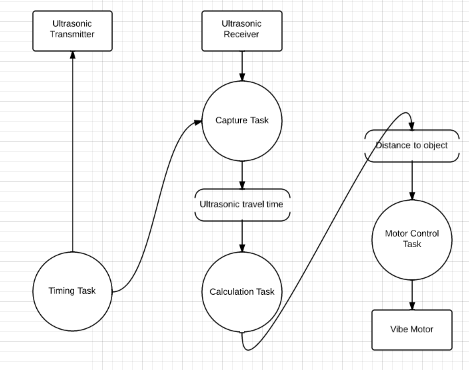 Ultrasonic
Transmitter
Ultrasonic
Receiver
Capture Task
Distance to object
Ultrasonic travel time
Motor Control
Task
Timing Task
Calculation Task
Vibe Motor